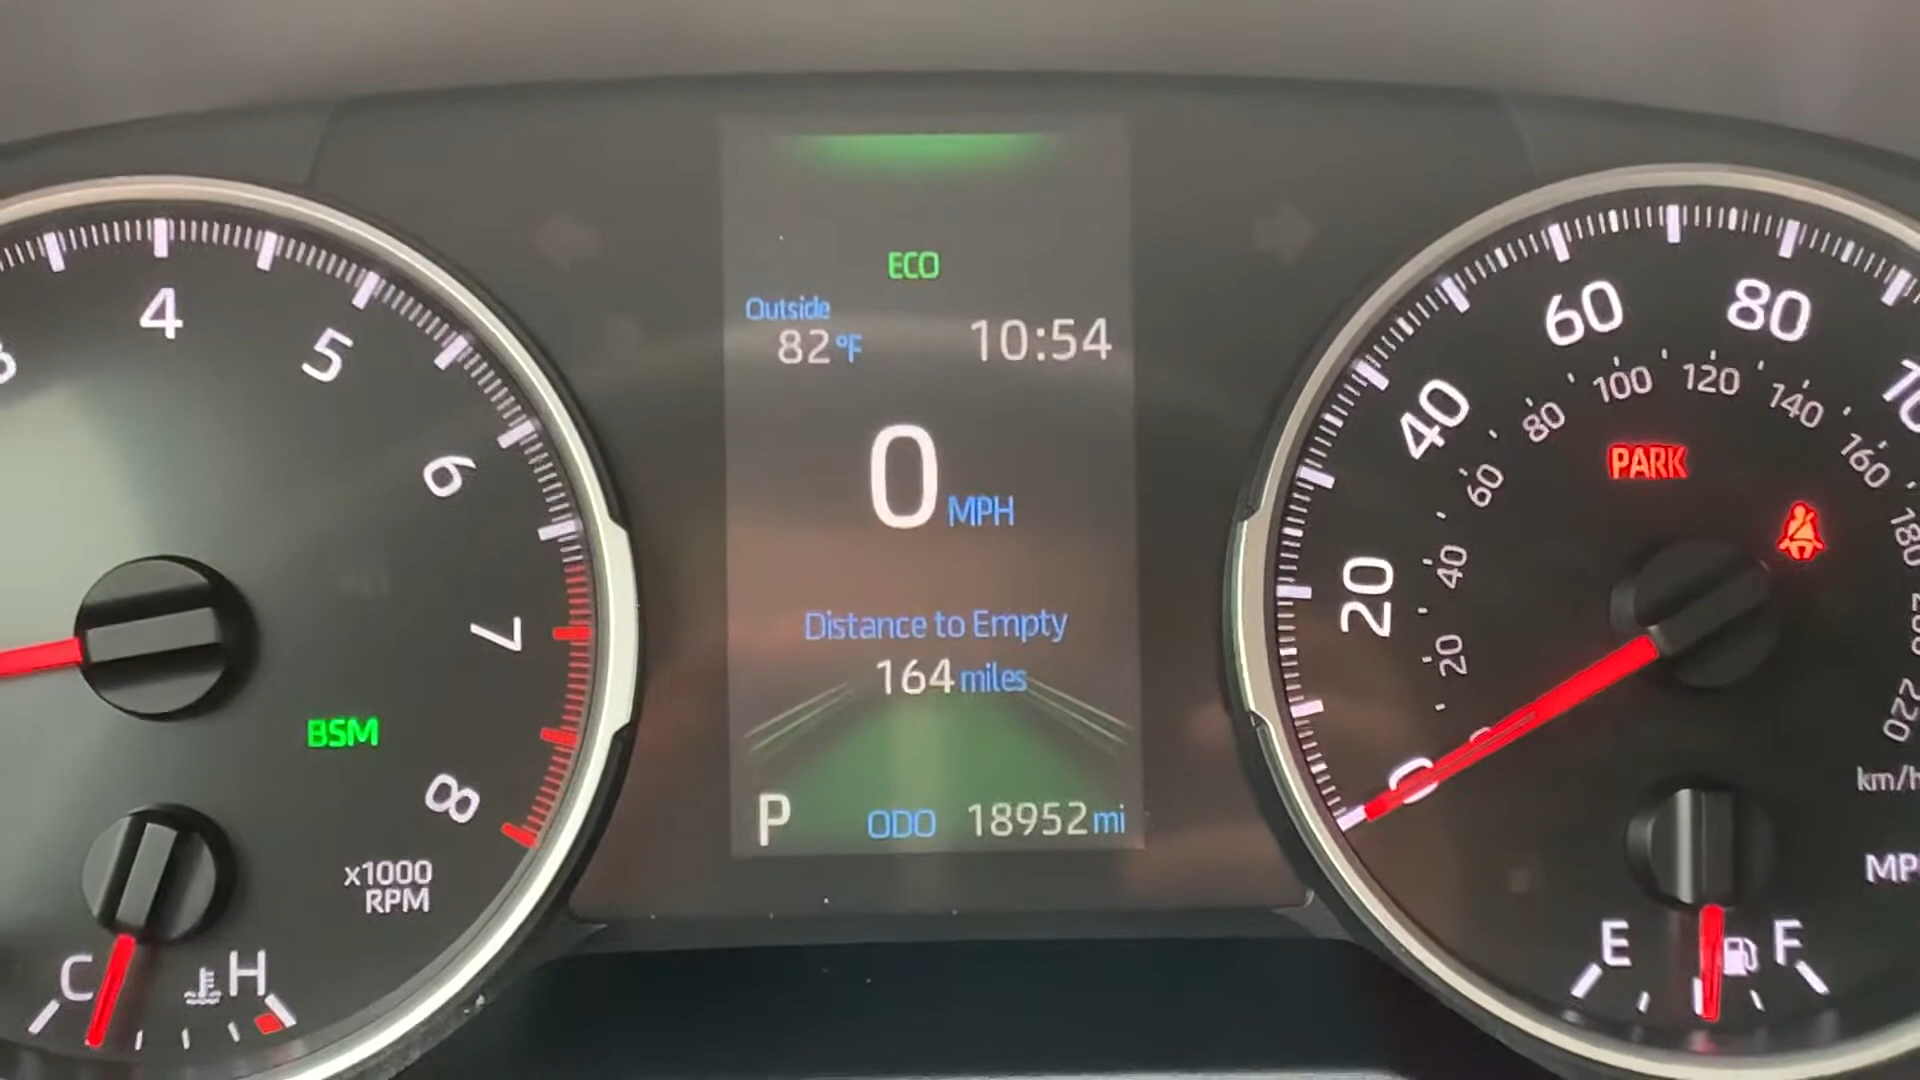 4
5
6
7
8
x1000
RPM
BSM
C
H
ECO
Outside
82°F
10:54
0 MPH
Distance to Empty
164 miles
P ODO 18952 mi
0
20
40
60
80
20
40
60
80
100
120
140
160
180
220
km/h
PARK
E
F